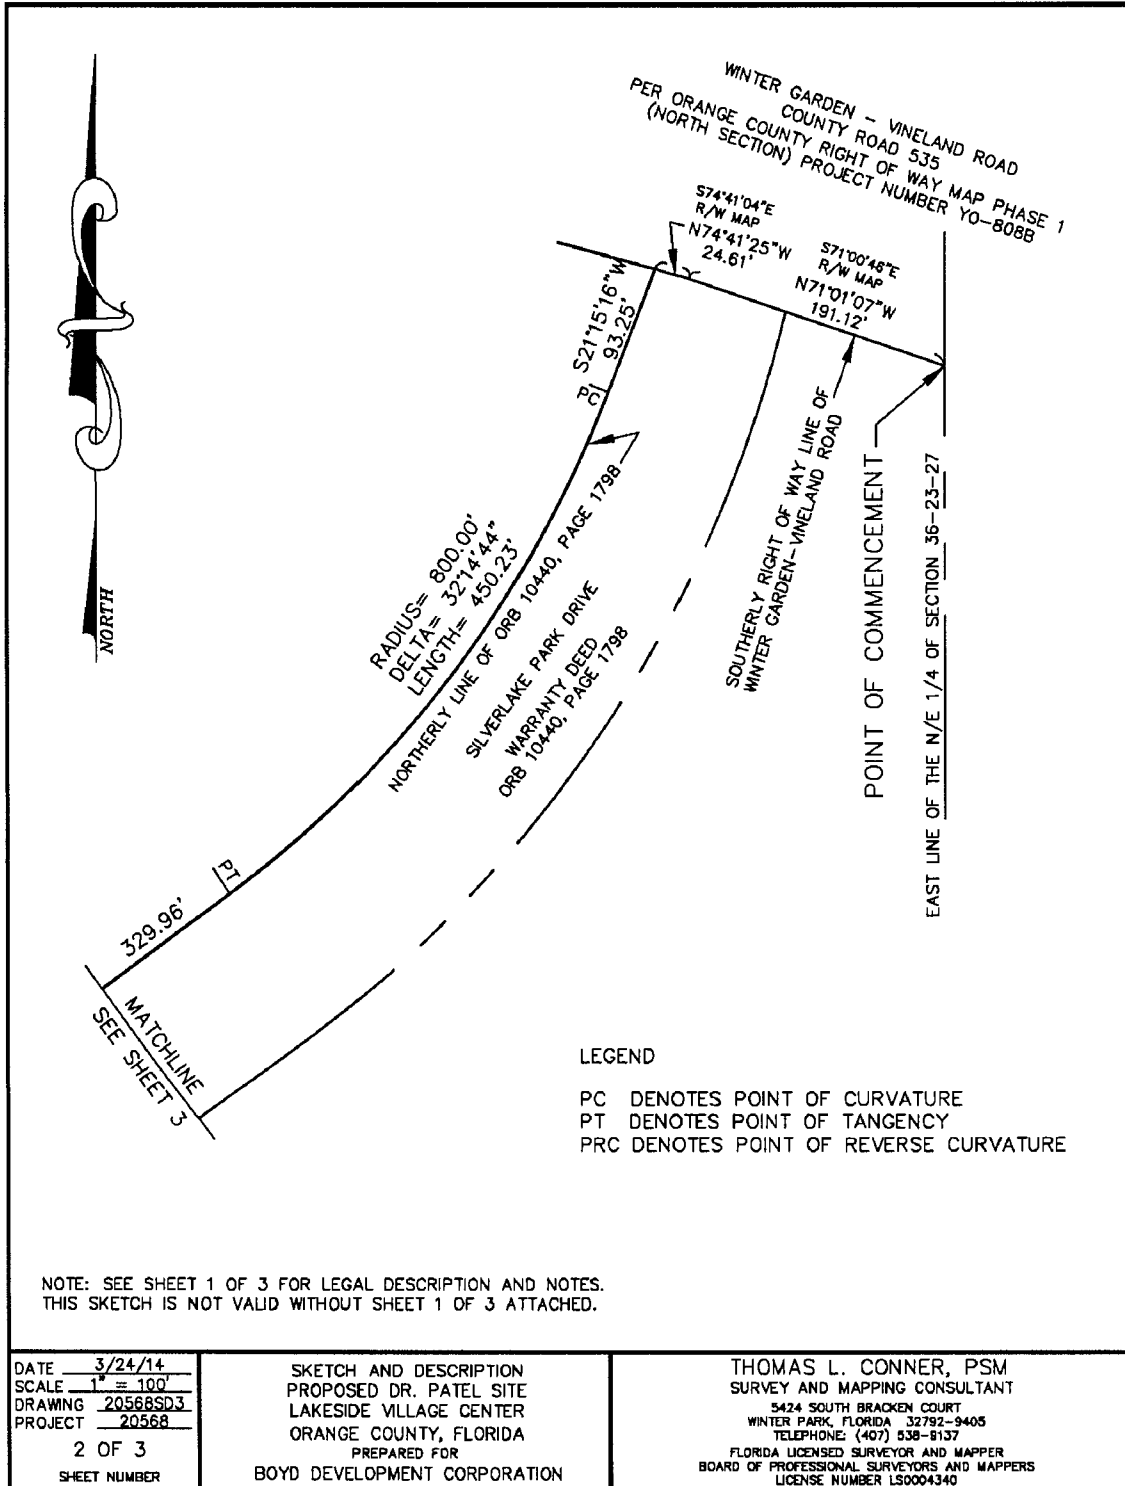 WINTER GARDEN - VINELAND ROAD
COUNTY ROAD 535
PER ORANGE COUNTY RIGHT OF WAY MAP PHASE 1
(NORTH SECTION) PROJECT NUMBER YO-808B
S74°41'04"E
R/W MAP
N74°41'25"W
24.61'
S71°00'46"E
R/W MAP
N71°01'07"W
191.12'
S21°15'16"W
93.25'
PC
RADIUS= 800.00'
DELTA= 32°14'44"
LENGTH= 450.23'
NORTHERLY LINE OF ORB 10440, PAGE 1798
SILVERLAKE PARK DRIVE
WARRANTY DEED
ORB 10440, PAGE 1798
SOUTHERLY RIGHT OF WAY LINE OF
WINTER GARDEN-VINELAND ROAD
POINT OF COMMENCEMENT
EAST LINE OF THE N/E 1/4 OF SECTION 36-23-27
NORTH
PT
329.96'
MATCHLINE
SEE SHEET 3
LEGEND
PC DENOTES POINT OF CURVATURE
PT DENOTES POINT OF TANGENCY
PRC DENOTES POINT OF REVERSE CURVATURE
NOTE: SEE SHEET 1 OF 3 FOR LEGAL DESCRIPTION AND NOTES.
THIS SKETCH IS NOT VALID WITHOUT SHEET 1 OF 3 ATTACHED.
DATE 3/24/14
SCALE 1" = 100'
DRAWING 20568SD3
PROJECT 20568
2 OF 3
SHEET NUMBER
SKETCH AND DESCRIPTION
PROPOSED DR. PATEL SITE
LAKESIDE VILLAGE CENTER
ORANGE COUNTY, FLORIDA
PREPARED FOR
BOYD DEVELOPMENT CORPORATION
THOMAS L. CONNER, PSM
SURVEY AND MAPPING CONSULTANT
5424 SOUTH BRACKEN COURT
WINTER PARK, FLORIDA 32792-9405
TELEPHONE: (407) 538-9137
FLORIDA LICENSED SURVEYOR AND MAPPER
BOARD OF PROFESSIONAL SURVEYORS AND MAPPERS
LICENSE NUMBER LS0004340